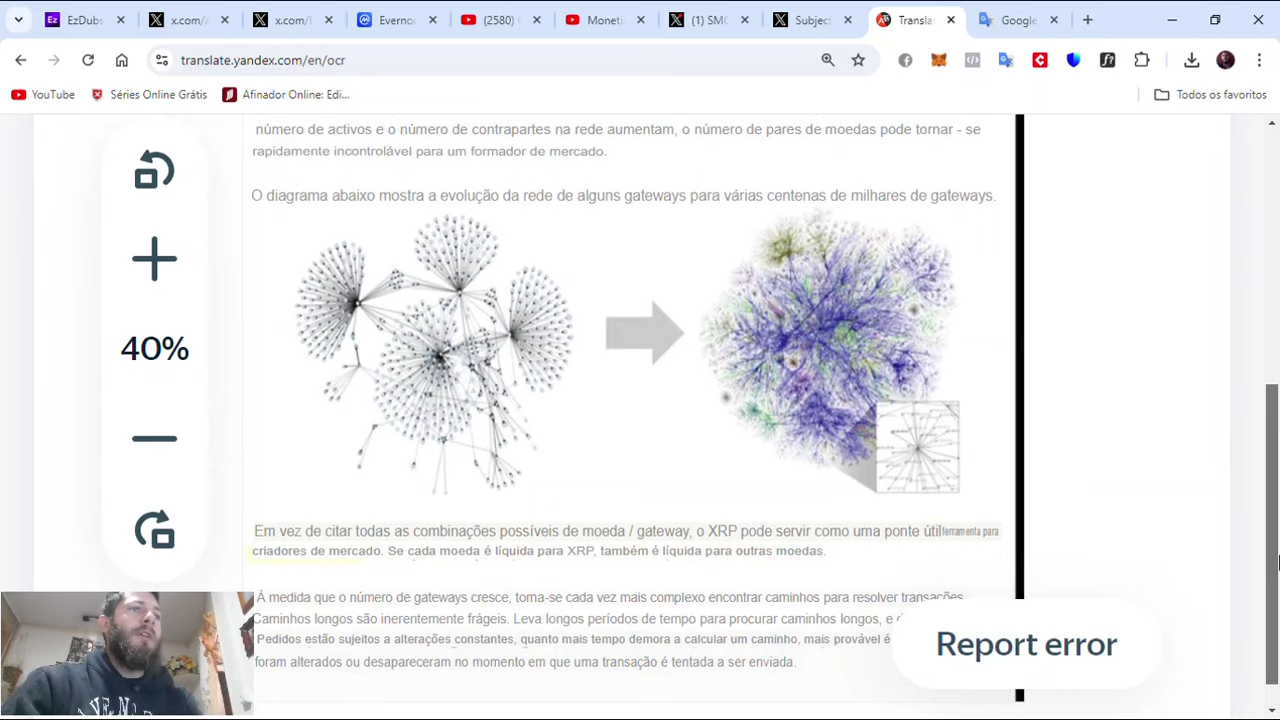 EzDubs
x.com/
x.com/
Evernoe
(2580)
Moneti
(1) SMC
Subjec
Transla
Google
translate.yandex.com/en/ocr
YouTube
Séries Online Grátis
Afinador Online: Edi...
Todos os favoritos
número de activos e o número de contrapartes na rede aumentam, o número de pares de moedas pode tornar - se
rapidamente incontrolável para um formador de mercado.
O diagrama abaixo mostra a evolução da rede de alguns gateways para várias centenas de milhares de gateways.
40%
Em vez de citar todas as combinações possíveis de moeda / gateway, o XRP pode servir como uma ponte útil ferramenta para
criadores de mercado. Se cada moeda é líquida para XRP, também é líquida para outras moedas.
À medida que o número de gateways cresce, torna-se cada vez mais complexo encontrar caminhos para resolver transações.
Caminhos longos são inerentemente frágeis. Leva longos períodos de tempo para procurar caminhos longos, e
Pedidos estão sujeitos a alterações constantes, quanto mais tempo demora a calcular um caminho, mais provável é
foram alterados ou desapareceram no momento em que uma transação é tentada a ser enviada.
Report error